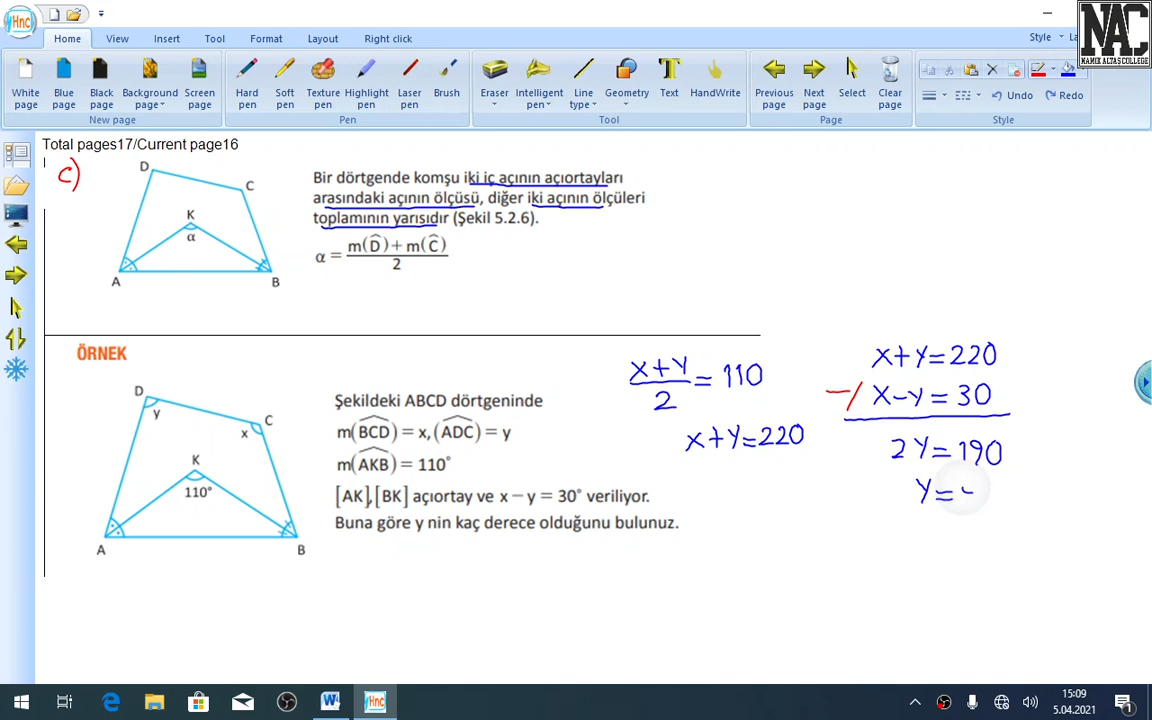 Home View Insert Tool Format Layout Right click Style
NAC
NAMIK ALTAS COLLEGE
White page Blue page Black page Background page Screen page Hard pen Soft pen Texture pen Highlight pen Laser pen Brush Eraser Intelligent pen Line type Geometry Text HandWrite Previous page Next page Select Clear page Undo Redo
New page Pen Tool Page Style
Total pages17/Current page16
c)
D
C
K
α
A
B
Bir dörtgende komşu iki iç açının açıortayları
arasındaki açının ölçüsü, diğer iki açının ölçüleri
toplamının yarısıdır (Şekil 5.2.6).
α = (m(D̂) + m(Ĉ))/2
ÖRNEK
D
y
C
x
K
110°
A
B
Şekildeki ABCD dörtgeninde
m(BCD) = x, (ADC) = y
m(AKB) = 110°
[AK], [BK] açıortay ve x – y = 30° veriliyor.
Buna göre y nin kaç derece olduğunu bulunuz.
(x+y)/2 = 110
x+y=220
x+y=220
-/ x-y=30
2y=190
y=
15:09
5.04.2021